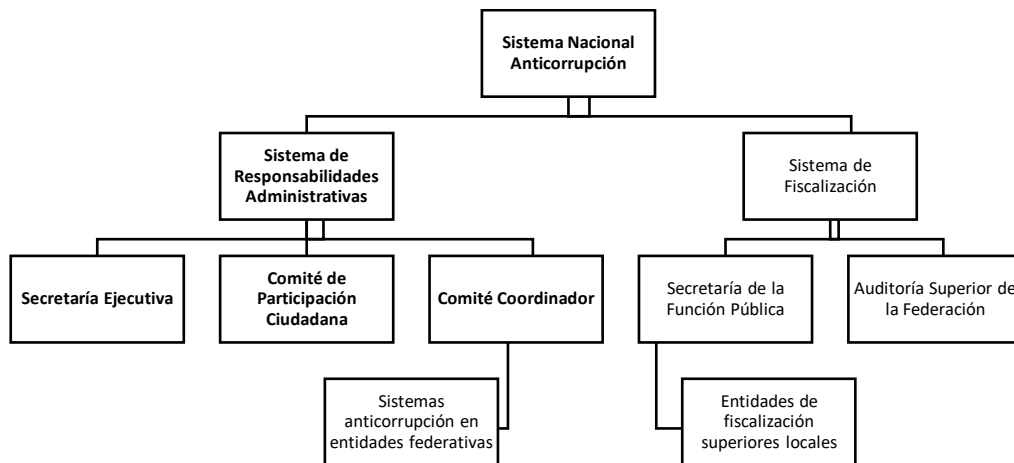 Sistema Nacional
Anticorrupción
Sistema de
Responsabilidades
Administrativas
Sistema de
Fiscalización
Secretaría Ejecutiva
Comité de
Participación
Ciudadana
Comité Coordinador
Secretaría de la
Función Pública
Auditoría Superior de
la Federación
Sistemas
anticorrupción en
entidades federativas
Entidades de
fiscalización
superiores locales